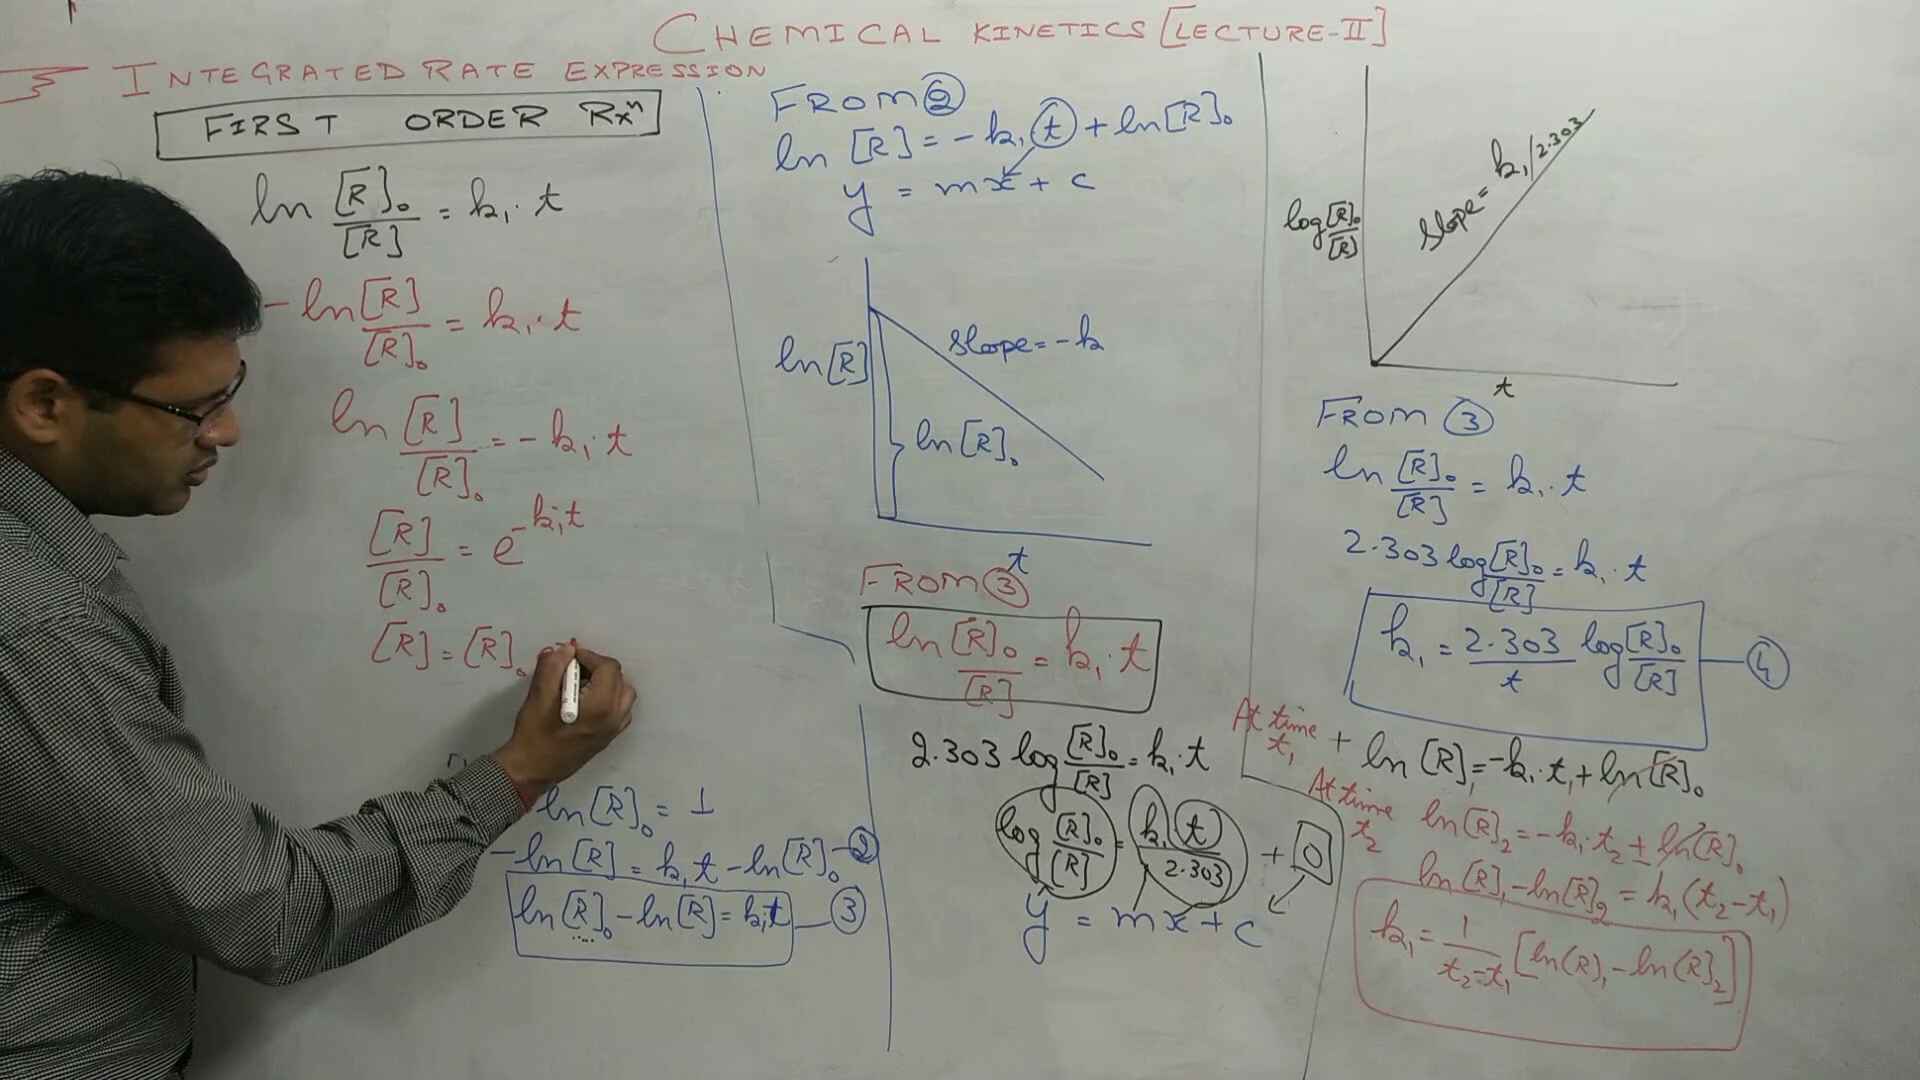 CHEMICAL KINETICS [LECTURE-II]
INTEGRATED RATE EXPRESSION
FIRST ORDER Rxⁿ
ln [R]₀/[R] = k₁·t
-ln [R]/[R]₀ = k₁·t
ln [R]/[R]₀ = -k₁·t
[R]/[R]₀ = e^-k₁t
[R] = [R]₀
ln[R]₀ = I
-ln[R] = k₁t - ln[R]₀ -②
ln[R]₀ - ln[R] = k₁t - ③
FROM ②
ln [R] = -k₁ t + ln[R]₀
y = mx + c
ln[R]
slope = -k
ln[R]₀
t
FROM ③
ln [R]₀/[R] = k₁·t
2.303 log [R]₀/[R] = k₁·t
log [R]₀/[R] = k₁ t/2.303 + 0
y = mx + c
log [R]₀/[R]
slope = k₁/2.303
t
FROM ③
ln [R]₀/[R] = k₁·t
2.303 log [R]₀/[R] = k₁·t
k₁ = 2.303/t log [R]₀/[R] - ④
At time t₁ + ln [R]₁ = -k₁·t₁ + ln[R]₀
At time t₂ ln [R]₂ = -k₁·t₂ ± ln[R]₀
ln [R]₁ - ln[R]₂ = k₁(t₂-t₁)
k₁ = 1/t₂-t₁ [ln(R)₁ - ln(R]₂]